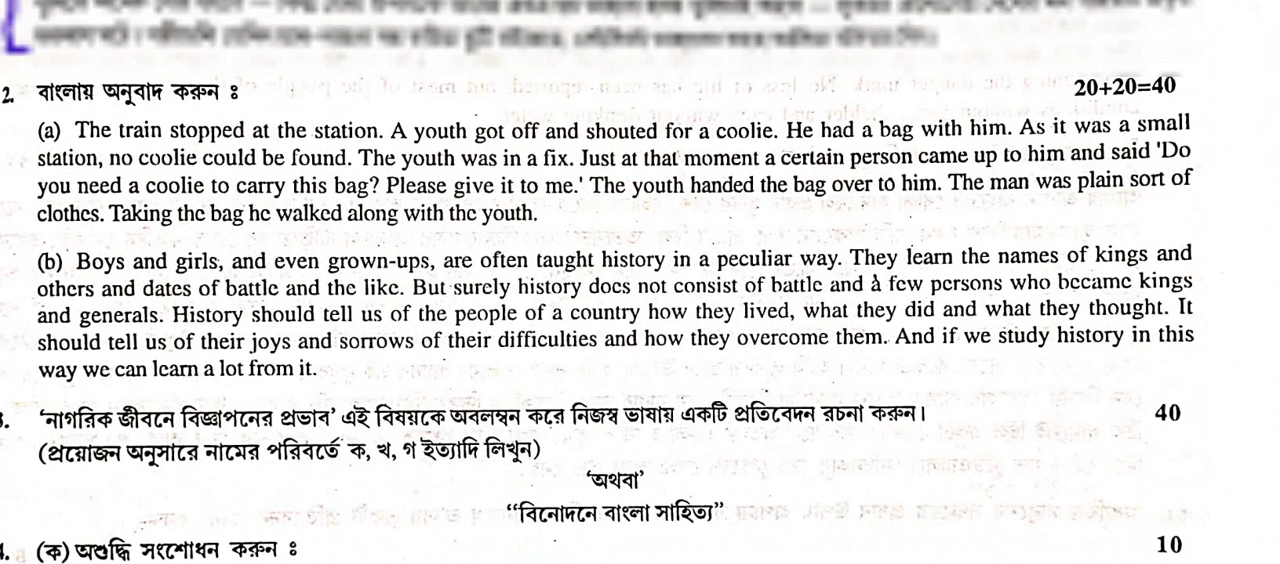 2. বাংলায় অনুবাদ করুন ঃ 20+20=40
(a) The train stopped at the station. A youth got off and shouted for a coolie. He had a bag with him. As it was a small
station, no coolie could be found. The youth was in a fix. Just at that moment a certain person came up to him and said 'Do
you need a coolie to carry this bag? Please give it to me.' The youth handed the bag over to him. The man was plain sort of
clothes. Taking the bag he walked along with the youth.
(b) Boys and girls, and even grown-ups, are often taught history in a peculiar way. They learn the names of kings and
others and dates of battle and the like. But surely history does not consist of battle and a few persons who became kings
and generals. History should tell us of the people of a country how they lived, what they did and what they thought. It
should tell us of their joys and sorrows of their difficulties and how they overcome them. And if we study history in this
way we can learn a lot from it.
'নাগরিক জীবনে বিজ্ঞাপনের প্রভাব' এই বিষয়কে অবলম্বন করে নিজস্ব ভাষায় একটি প্রতিবেদন রচনা করুন। 40
(প্রয়োজন অনুসারে নামের পরিবর্তে ক, খ, গ ইত্যাদি লিখুন)
'অথবা'
“বিনোদনে বাংলা সাহিত্য”
(ক) অশুদ্ধি সংশোধন করুন ঃ 10